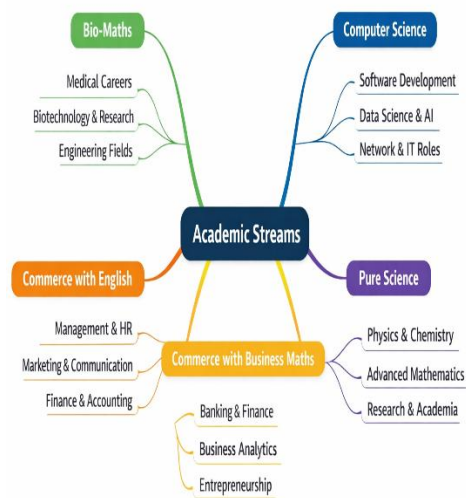 Bio-Maths
Medical Careers
Biotechnology & Research
Engineering Fields
Computer Science
Software Development
Data Science & AI
Network & IT Roles
Academic Streams
Commerce with English
Management & HR
Marketing & Communication
Finance & Accounting
Pure Science
Physics & Chemistry
Advanced Mathematics
Research & Academia
Commerce with Business Maths
Banking & Finance
Business Analytics
Entrepreneurship